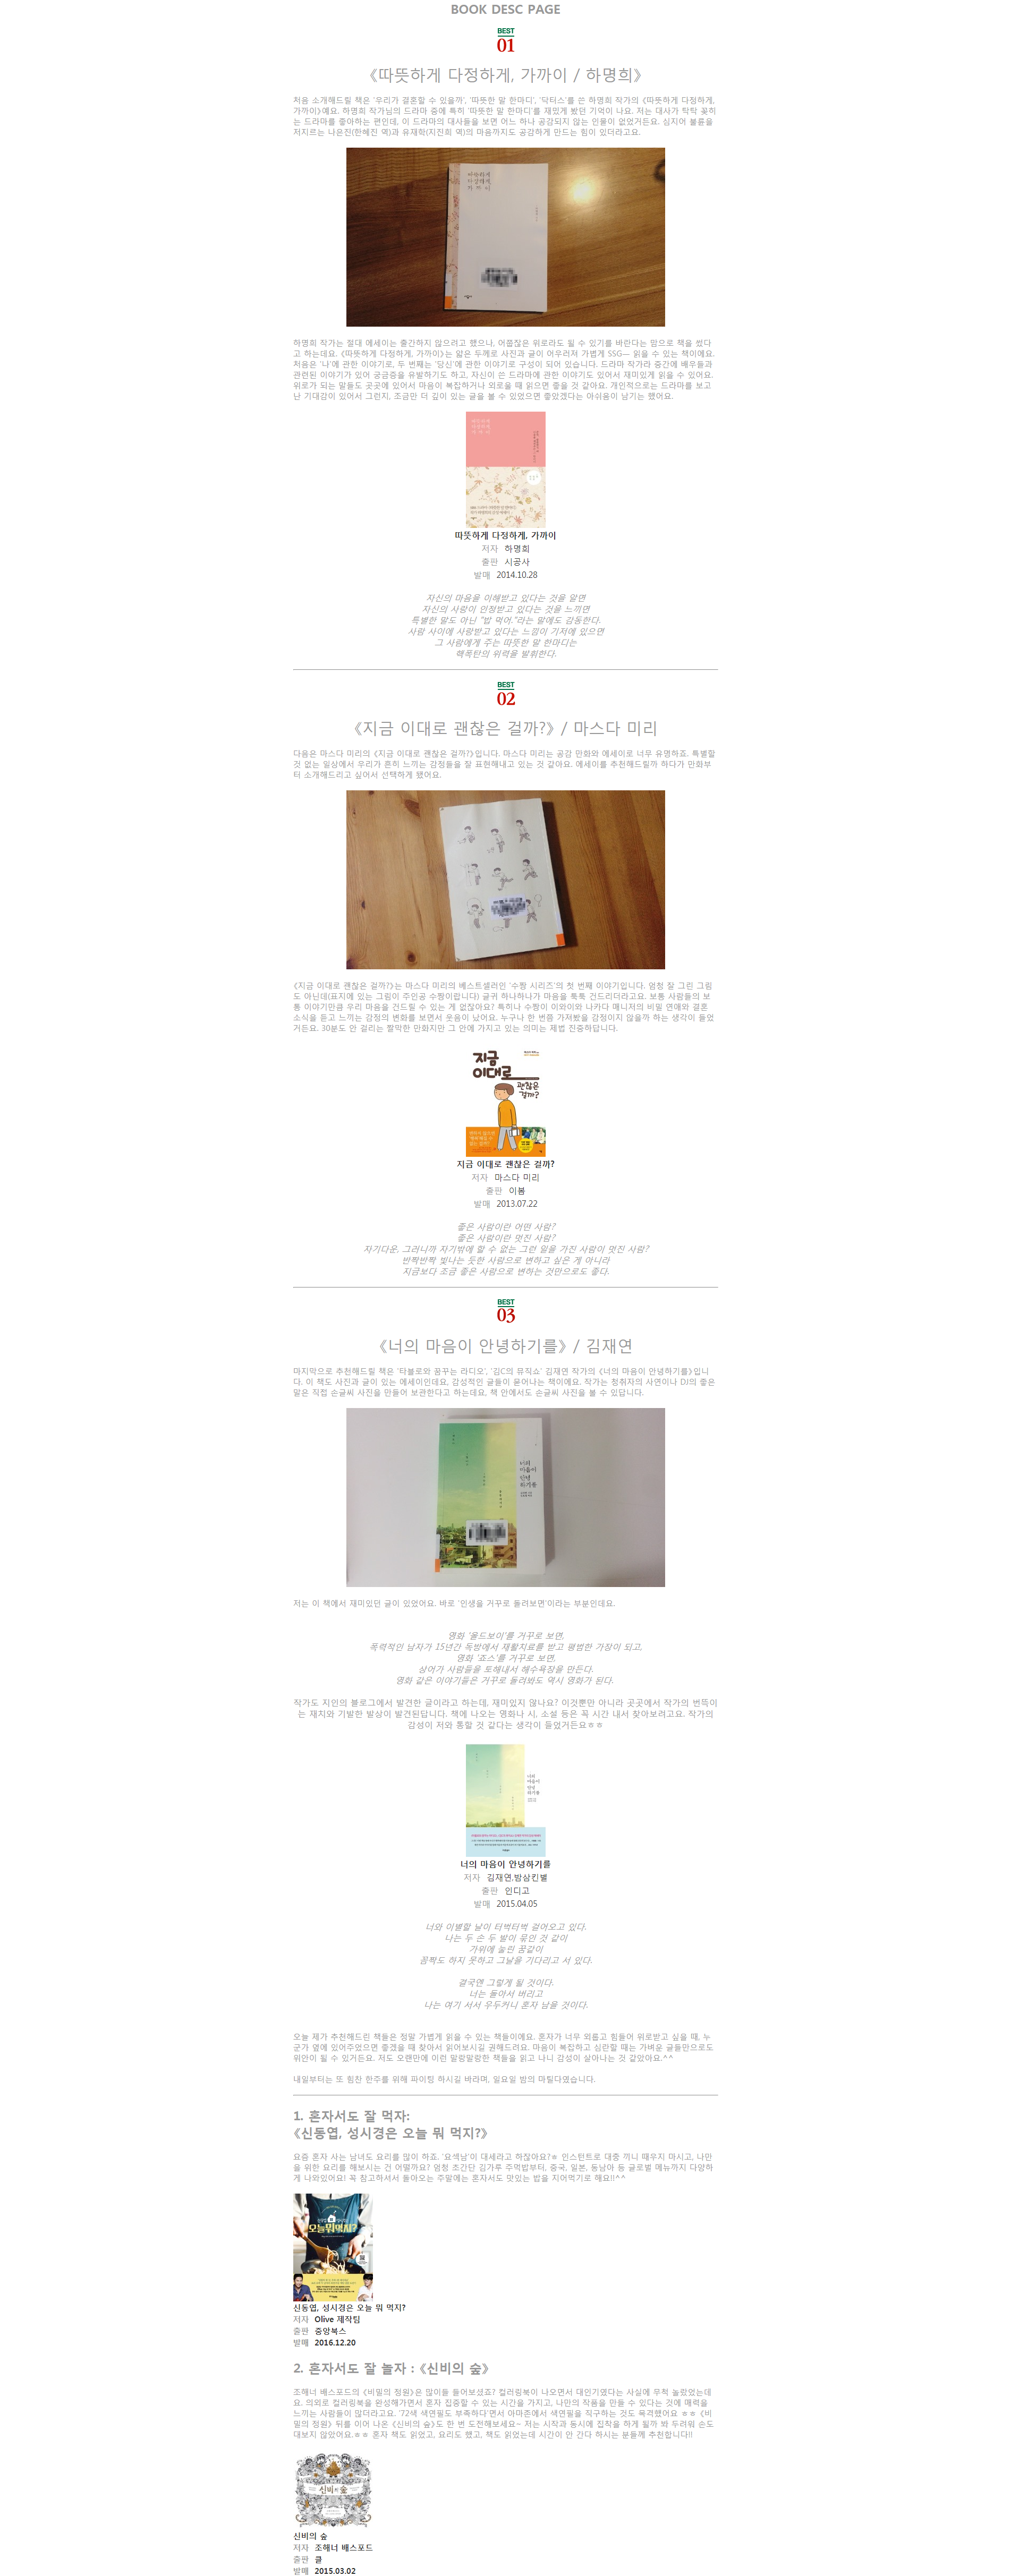 BOOK DESC PAGE
BEST
01
《따뜻하게 다정하게, 가까이 / 하명희》
처음 소개해드릴 책은 '우리가 결혼할 수 있을까', '따뜻한 말 한마디', '닥터스'를 쓴 하명희 작가의 《따뜻하게 다정하게,
가까이》예요. 하명희 작가님의 드라마 중에 특히 '따뜻한 말 한마디'를 재밌게 봤던 기억이 나요. 저는 대사가 탁탁 꽂히
는 드라마를 좋아하는 편인데, 이 드라마의 대사들을 보면 어느 하나 공감되지 않는 인물이 없었거든요. 심지어 불륜을
저지르는 나은진(한혜진 역)과 유재학(지진희 역)의 마음까지도 공감하게 만드는 힘이 있더라고요.
따뜻하게
다정하게
가까이
하명희 작가는 절대 에세이는 출간하지 않으려고 했으나, 어쭙잖은 위로라도 될 수 있기를 바란다는 맘으로 책을 썼다
고 하는데요. 《따뜻하게 다정하게, 가까이》는 얇은 두께로 사진과 글이 어우러져 가볍게 SSG— 읽을 수 있는 책이에요.
처음은 '나'에 관한 이야기로, 두 번째는 '당신'에 관한 이야기로 구성이 되어 있습니다. 드라마 작가라 중간에 배우들과
관련된 이야기가 있어 궁금증을 유발하기도 하고, 자신이 쓴 드라마에 관한 이야기도 있어서 재미있게 읽을 수 있어요.
위로가 되는 말들도 곳곳에 있어서 마음이 복잡하거나 외로울 때 읽으면 좋을 것 같아요. 개인적으로는 드라마를 보고
난 기대감이 있어서 그런지, 조금만 더 깊이 있는 글을 볼 수 있었으면 좋았겠다는 아쉬움이 남기는 했어요.
따뜻하게 다정하게, 가까이
저자 하명희
출판 시공사
발매 2014.10.28
자신의 마음을 이해받고 있다는 것을 알면
자신의 사랑이 인정받고 있다는 것을 느끼면
특별한 말도 아닌 "밥 먹어."라는 말에도 감동한다.
사람 사이에 사랑받고 있다는 느낌이 기저에 있으면
그 사람에게 주는 따뜻한 말 한마디는
핵폭탄의 위력을 발휘한다.
BEST
02
《지금 이대로 괜찮은 걸까?》 / 마스다 미리
다음은 마스다 미리의 《지금 이대로 괜찮은 걸까?》입니다. 마스다 미리는 공감 만화와 에세이로 너무 유명하죠. 특별할
것 없는 일상에서 우리가 흔히 느끼는 감정들을 잘 표현해내고 있는 것 같아요. 에세이를 추천해드릴까 하다가 만화부
터 소개해드리고 싶어서 선택하게 됐어요.
《지금 이대로 괜찮은 걸까?》는 마스다 미리의 베스트셀러인 '수짱 시리즈'의 첫 번째 이야기입니다. 엄청 잘 그린 그림
도 아닌데(표지에 있는 그림이 주인공 수짱이랍니다) 글귀 하나하나가 마음을 툭툭 건드리더라고요. 보통 사람들의 보
통 이야기만큼 우리 마음을 건드릴 수 있는 게 없잖아요? 특히나 수짱이 이와이와 나카다 매니저의 비밀 연애와 결혼
소식을 듣고 느끼는 감정의 변화를 보면서 웃음이 났어요. 누구나 한 번쯤 가져봤을 감정이지 않을까 하는 생각이 들었
거든요. 30분도 안 걸리는 짤막한 만화지만 그 안에 가지고 있는 의미는 제법 진중하답니다.
지금
이대로
괜찮은
걸까?
지금 이대로 괜찮은 걸까?
저자 마스다 미리
출판 이봄
발매 2013.07.22
좋은 사람이란 어떤 사람?
좋은 사람이란 멋진 사람?
자기다운, 그러니까 자기밖에 할 수 없는 그런 일을 가진 사람이 멋진 사람?
반짝반짝 빛나는 듯한 사람으로 변하고 싶은 게 아니라
지금보다 조금 좋은 사람으로 변하는 것만으로도 좋다.
BEST
03
《너의 마음이 안녕하기를》 / 김재연
마지막으로 추천해드릴 책은 '타블로와 꿈꾸는 라디오', '김C의 뮤직쇼' 김재연 작가의 《너의 마음이 안녕하기를》입니
다. 이 책도 사진과 글이 있는 에세이인데요, 감성적인 글들이 묻어나는 책이에요. 작가는 청취자의 사연이나 DJ의 좋은
말은 직접 손글씨 사진을 만들어 보관한다고 하는데요, 책 안에서도 손글씨 사진을 볼 수 있답니다.
너의
마음이
안녕
하기를
저는 이 책에서 재미있던 글이 있었어요. 바로 '인생을 거꾸로 돌려보면'이라는 부분인데요.
영화 '올드보이'를 거꾸로 보면,
폭력적인 남자가 15년간 독방에서 재활치료를 받고 평범한 가장이 되고,
영화 '죠스'를 거꾸로 보면,
상어가 사람들을 토해내서 해수욕장을 만든다.
영화 같은 이야기들은 거꾸로 돌려봐도 역시 영화가 된다.
작가도 지인의 블로그에서 발견한 글이라고 하는데, 재미있지 않나요? 이것뿐만 아니라 곳곳에서 작가의 번뜩이
는 재치와 기발한 발상이 발견된답니다. 책에 나오는 영화나 시, 소설 등은 꼭 시간 내서 찾아보려고요. 작가의
감성이 저와 통할 것 같다는 생각이 들었거든요ㅎㅎ
너의
마음이
안녕
하기를
너의 마음이 안녕하기를
저자 김재연,밤삼킨별
출판 인디고
발매 2015.04.05
너와 이별할 날이 터벅터벅 걸어오고 있다.
나는 두 손 두 발이 묶인 것 같이
가위에 눌린 꿈같이
꼼짝도 하지 못하고 그날을 기다리고 서 있다.
결국엔 그렇게 될 것이다.
너는 돌아서 버리고
나는 여기 서서 우두커니 혼자 남을 것이다.
오늘 제가 추천해드린 책들은 정말 가볍게 읽을 수 있는 책들이에요. 혼자가 너무 외롭고 힘들어 위로받고 싶을 때, 누
군가 옆에 있어주었으면 좋겠을 때 찾아서 읽어보시길 권해드려요. 마음이 복잡하고 심란할 때는 가벼운 글들만으로도
위안이 될 수 있거든요. 저도 오랜만에 이런 말랑말랑한 책들을 읽고 나니 감성이 살아나는 것 같았아요.^^
내일부터는 또 힘찬 한주를 위해 파이팅 하시길 바라며, 일요일 밤의 마틸다였습니다.
1. 혼자서도 잘 먹자:
《신동엽, 성시경은 오늘 뭐 먹지?》
요즘 혼자 사는 남녀도 요리를 많이 하죠. '요섹남'이 대세라고 하잖아요?ㅎ 인스턴트로 대충 끼니 때우지 마시고, 나만
을 위한 요리를 해보시는 건 어떨까요? 엄청 초간단 김가루 주먹밥부터, 중국, 일본, 동남아 등 글로벌 메뉴까지 다양하
게 나와있어요! 꼭 참고하셔서 돌아오는 주말에는 혼자서도 맛있는 밥을 지어먹기로 해요!!^^
오늘 뭐 먹지?
신동엽, 성시경은 오늘 뭐 먹지?
저자 Olive 제작팀
출판 중앙북스
발매 2016.12.20
2. 혼자서도 잘 놀자 : 《신비의 숲》
조해너 배스포드의 《비밀의 정원》은 많이들 들어보셨죠? 컬러링북이 나오면서 대인기였다는 사실에 무척 놀랐었는데
요. 의외로 컬러링북을 완성해가면서 혼자 집중할 수 있는 시간을 가지고, 나만의 작품을 만들 수 있다는 것에 매력을
느끼는 사람들이 많더라고요. '72색 색연필도 부족하다'면서 아마존에서 색연필을 직구하는 것도 목격했어요 ㅎㅎ 《비
밀의 정원》 뒤를 이어 나온 《신비의 숲》도 한 번 도전해보세요~ 저는 시작과 동시에 집착을 하게 될까 봐 두려워 손도
대보지 않았어요.ㅎㅎ 혼자 책도 읽었고, 요리도 했고, 책도 읽었는데 시간이 안 간다 하시는 분들께 추천합니다!!
신비의 숲
신비의 숲
저자 조해너 배스포드
출판 클
발매 2015.03.02